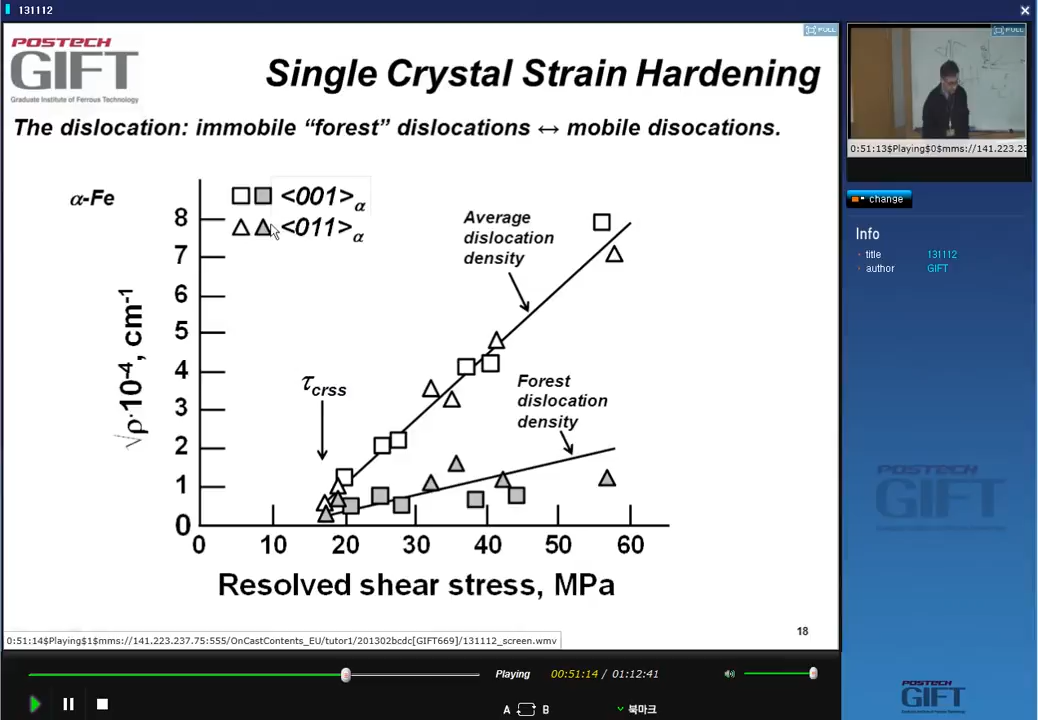 131112
FULL
POSTECH
GIFT
Graduate Institute of Ferrous Technology
Single Crystal Strain Hardening
The dislocation: immobile “forest” dislocations ↔ mobile disocations.
α-Fe
<001>α
<011>α
8
7
6
5
4
3
2
1
0
√ρ·10-4, cm-1
Average
dislocation
density
τcrss
Forest
dislocation
density
0 10 20 30 40 50 60
Resolved shear stress, MPa
18
0:51:14$Playing$1$mms://141.223.237.75:555/OnCastContents_EU/tutor1/201302bcdc[GIFT669]/131112_screen.wmv
Playing 00:51:14 / 01:12:41
A B 북마크
FULL
0:51:13$Playing$0$mms://141.223.23
change
Info
title 131112
author GIFT
POSTECH
GIFT